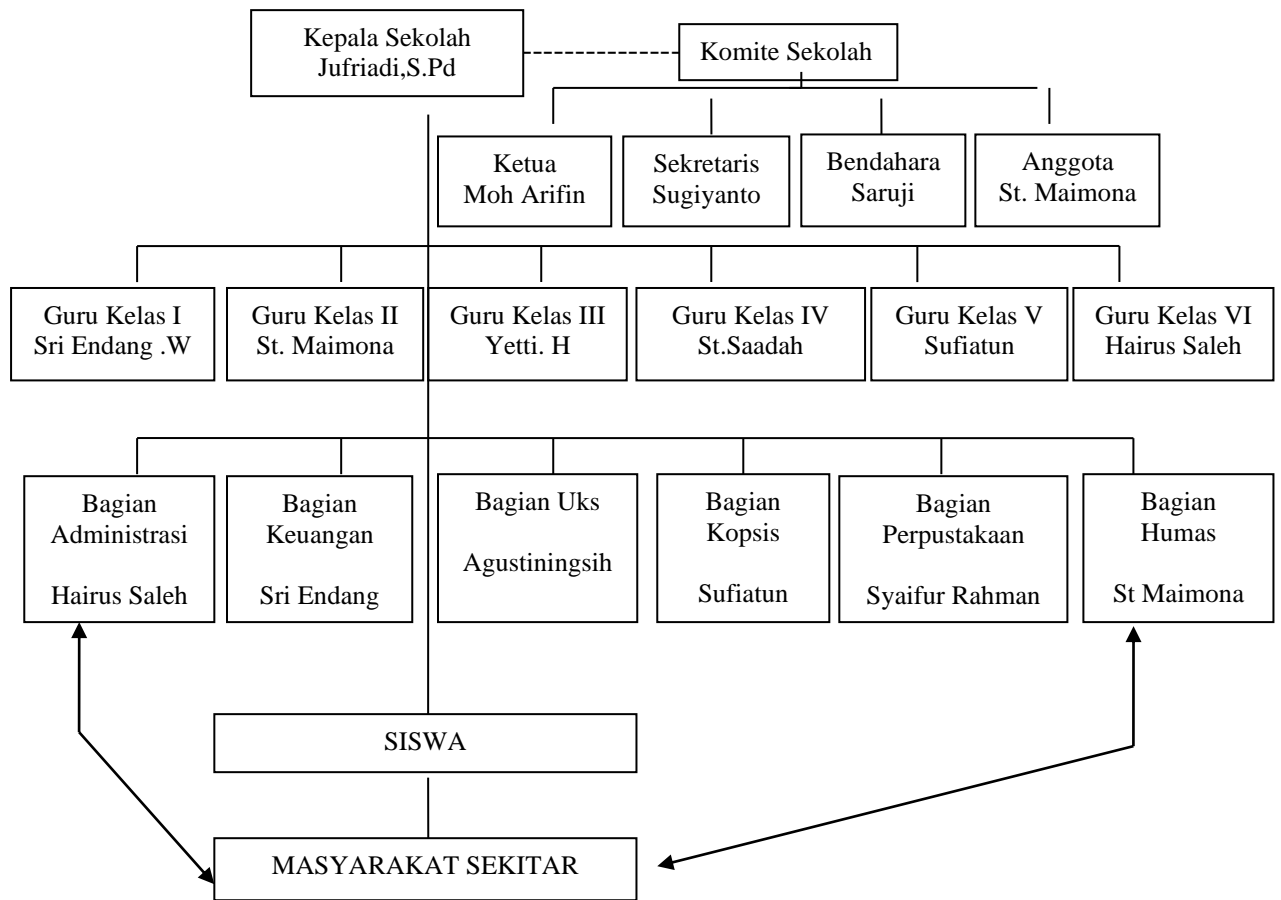 Kepala Sekolah
Jufriadi,S.Pd
Komite Sekolah
Ketua
Moh Arifin
Sekretaris
Sugiyanto
Bendahara
Saruji
Anggota
St. Maimona
Guru Kelas I
Sri Endang .W
Guru Kelas II
St. Maimona
Guru Kelas III
Yetti. H
Guru Kelas IV
St.Saadah
Guru Kelas V
Sufiatun
Guru Kelas VI
Hairus Saleh
Bagian
Administrasi
Hairus Saleh
Bagian
Keuangan
Sri Endang
Bagian Uks
Agustiningsih
Bagian
Kopsis
Sufiatun
Bagian
Perpustakaan
Syaifur Rahman
Bagian
Humas
St Maimona
SISWA
MASYARAKAT SEKITAR